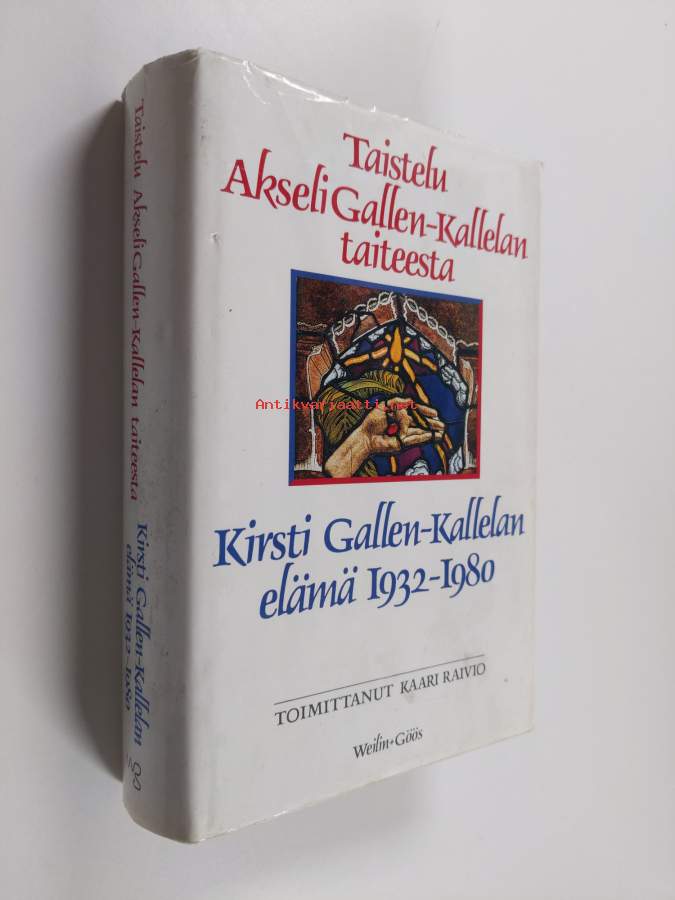 Taistelu
Akseli Gallen-Kallelan
taiteesta
Antikvariaatti.net
Kirsti Gallen-Kallelan
elämä 1932-1980
TOIMITTANUT KAARI RAIVIO
Weilin+Göös
Taistelu Akseli Gallen-Kallelan taiteesta
Kirsti Gallen-Kallelan
elämä 1932-1980